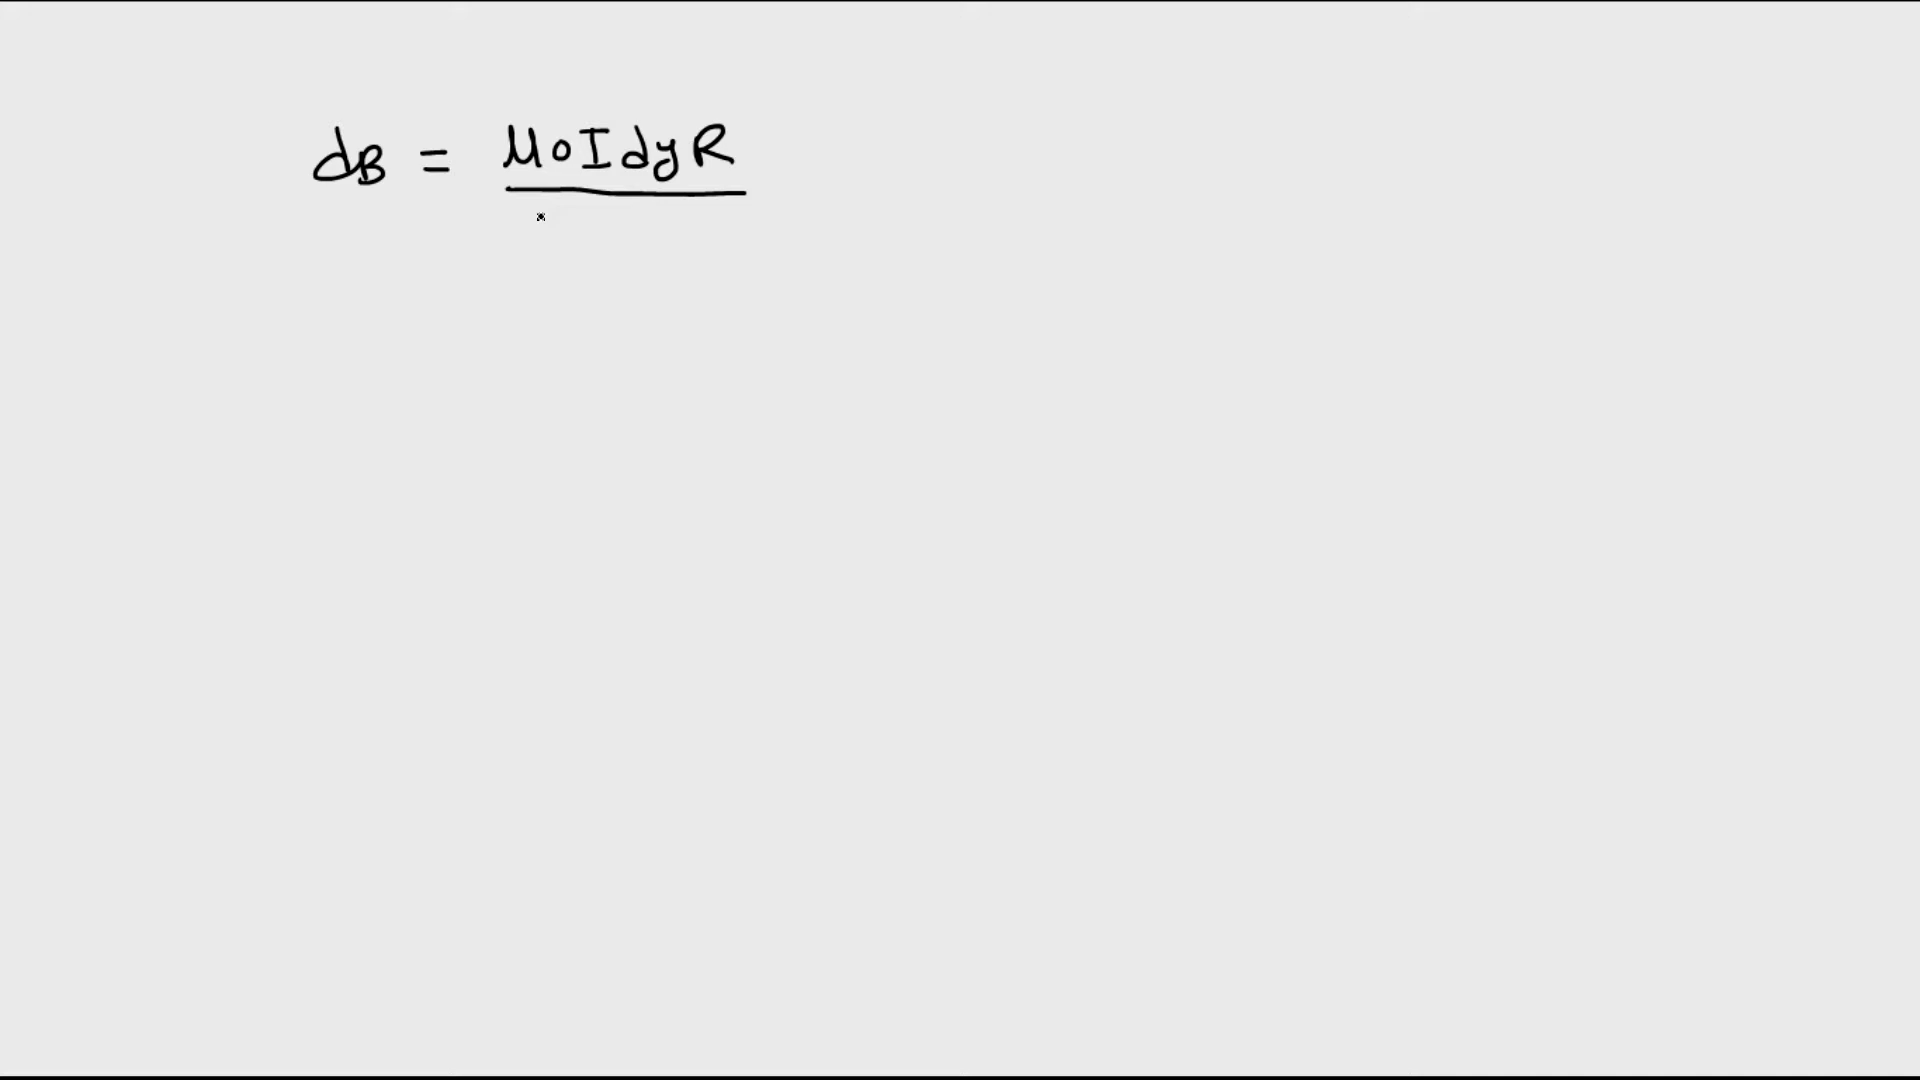 dB = μoIdyR